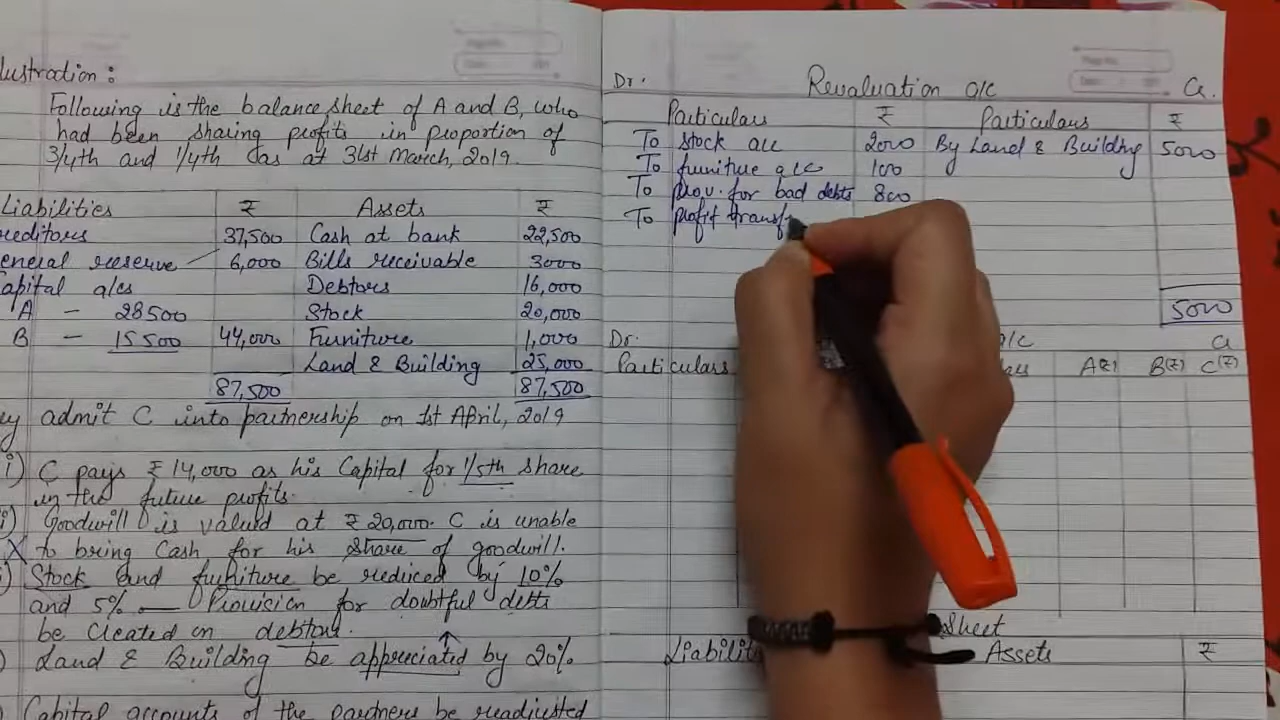 lustration :
Following is the balance sheet of A and B, who
had been sharing profits in proportion of
3/4th and 1/4th as at 31st March, 2019.
Liabilities ₹ Assets ₹
reditors 37,500 Cash at bank 22,500
eneral reserve 6,000 Bills receivable 3000
apital a/cs Debtors 16,000
A - 28500 Stock 20,000
B - 15500 44,000 Furniture 1,000
Land & Building 25,000
87,500 87,500
ey admit C into partnership on 1st April, 2019
i) C pays ₹ 14,000 as his Capital for 1/5th share
in the future profits.
i) Goodwill is valued at ₹ 20,000. C is unable
to bring Cash for his share of goodwill.
i) Stock and furniture be reduced by 10%
and 5% — Provision for doubtful debts
be created on debtors.
) Land & Building be appreciated by 20%.
Capital accounts of the partners be readjusted
Dr. Revaluation a/c Cr.
Particulars ₹ Particulars ₹
To stock a/c 2000 By Land & Building 5000
To furniture a/c 100
To prov. for bad debts 800
To profit transf
5000
Dr. a/c Cr
Particulars A(₹) B(₹) C(₹)
Sheet
Liabilit Assets ₹